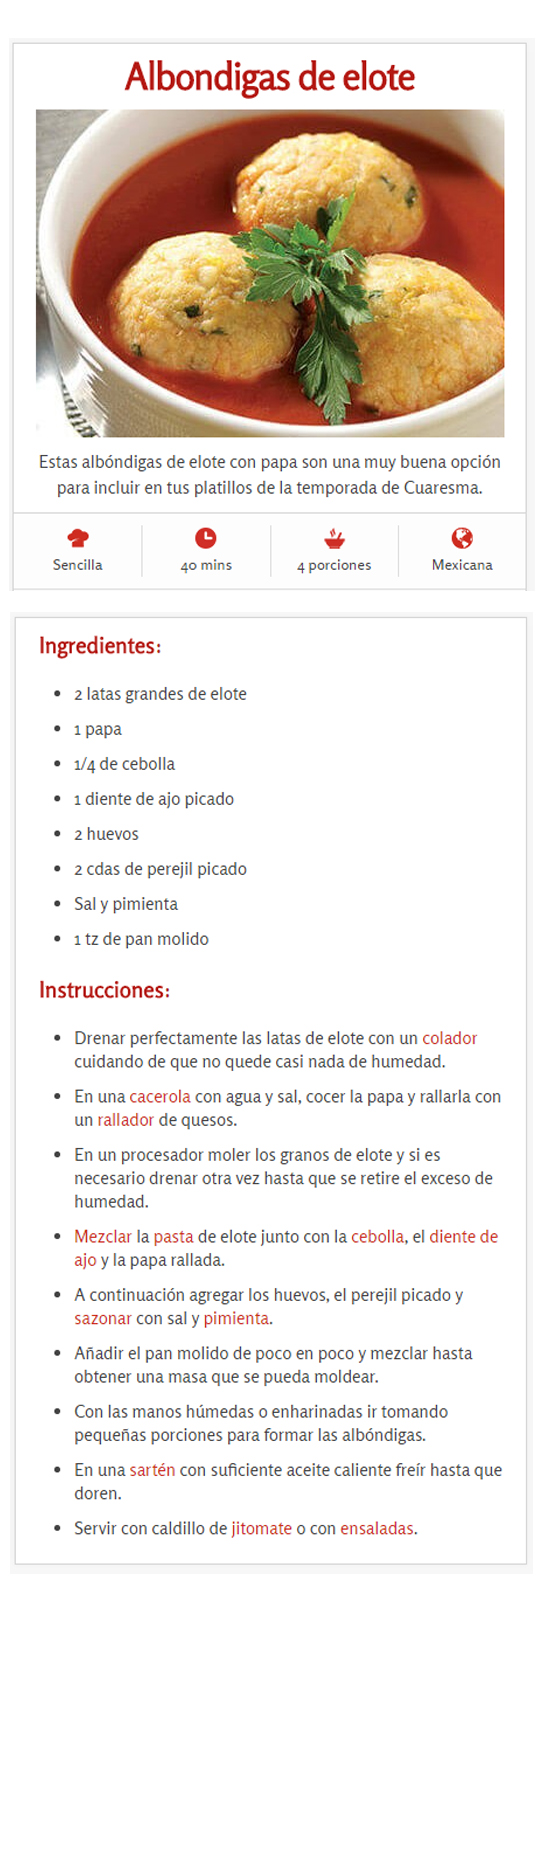 Albondigas de elote
Estas albóndigas de elote con papa son una muy buena opción
para incluir en tus platillos de la temporada de Cuaresma.
Sencilla
40 mins
4 porciones
Mexicana
Ingredientes:
• 2 latas grandes de elote
• 1 papa
• 1/4 de cebolla
• 1 diente de ajo picado
• 2 huevos
• 2 cdas de perejil picado
• Sal y pimienta
• 1 tz de pan molido
Instrucciones:
• Drenar perfectamente las latas de elote con un colador
cuidando de que no quede casi nada de humedad.
• En una cacerola con agua y sal, cocer la papa y rallarla con
un rallador de quesos.
• En un procesador moler los granos de elote y si es
necesario drenar otra vez hasta que se retire el exceso de
humedad.
• Mezclar la pasta de elote junto con la cebolla, el diente de
ajo y la papa rallada.
• A continuación agregar los huevos, el perejil picado y
sazonar con sal y pimienta.
• Añadir el pan molido de poco en poco y mezclar hasta
obtener una masa que se pueda moldear.
• Con las manos húmedas o enharinadas ir tomando
pequeñas porciones para formar las albóndigas.
• En una sartén con suficiente aceite caliente freír hasta que
doren.
• Servir con caldillo de jitomate o con ensaladas.